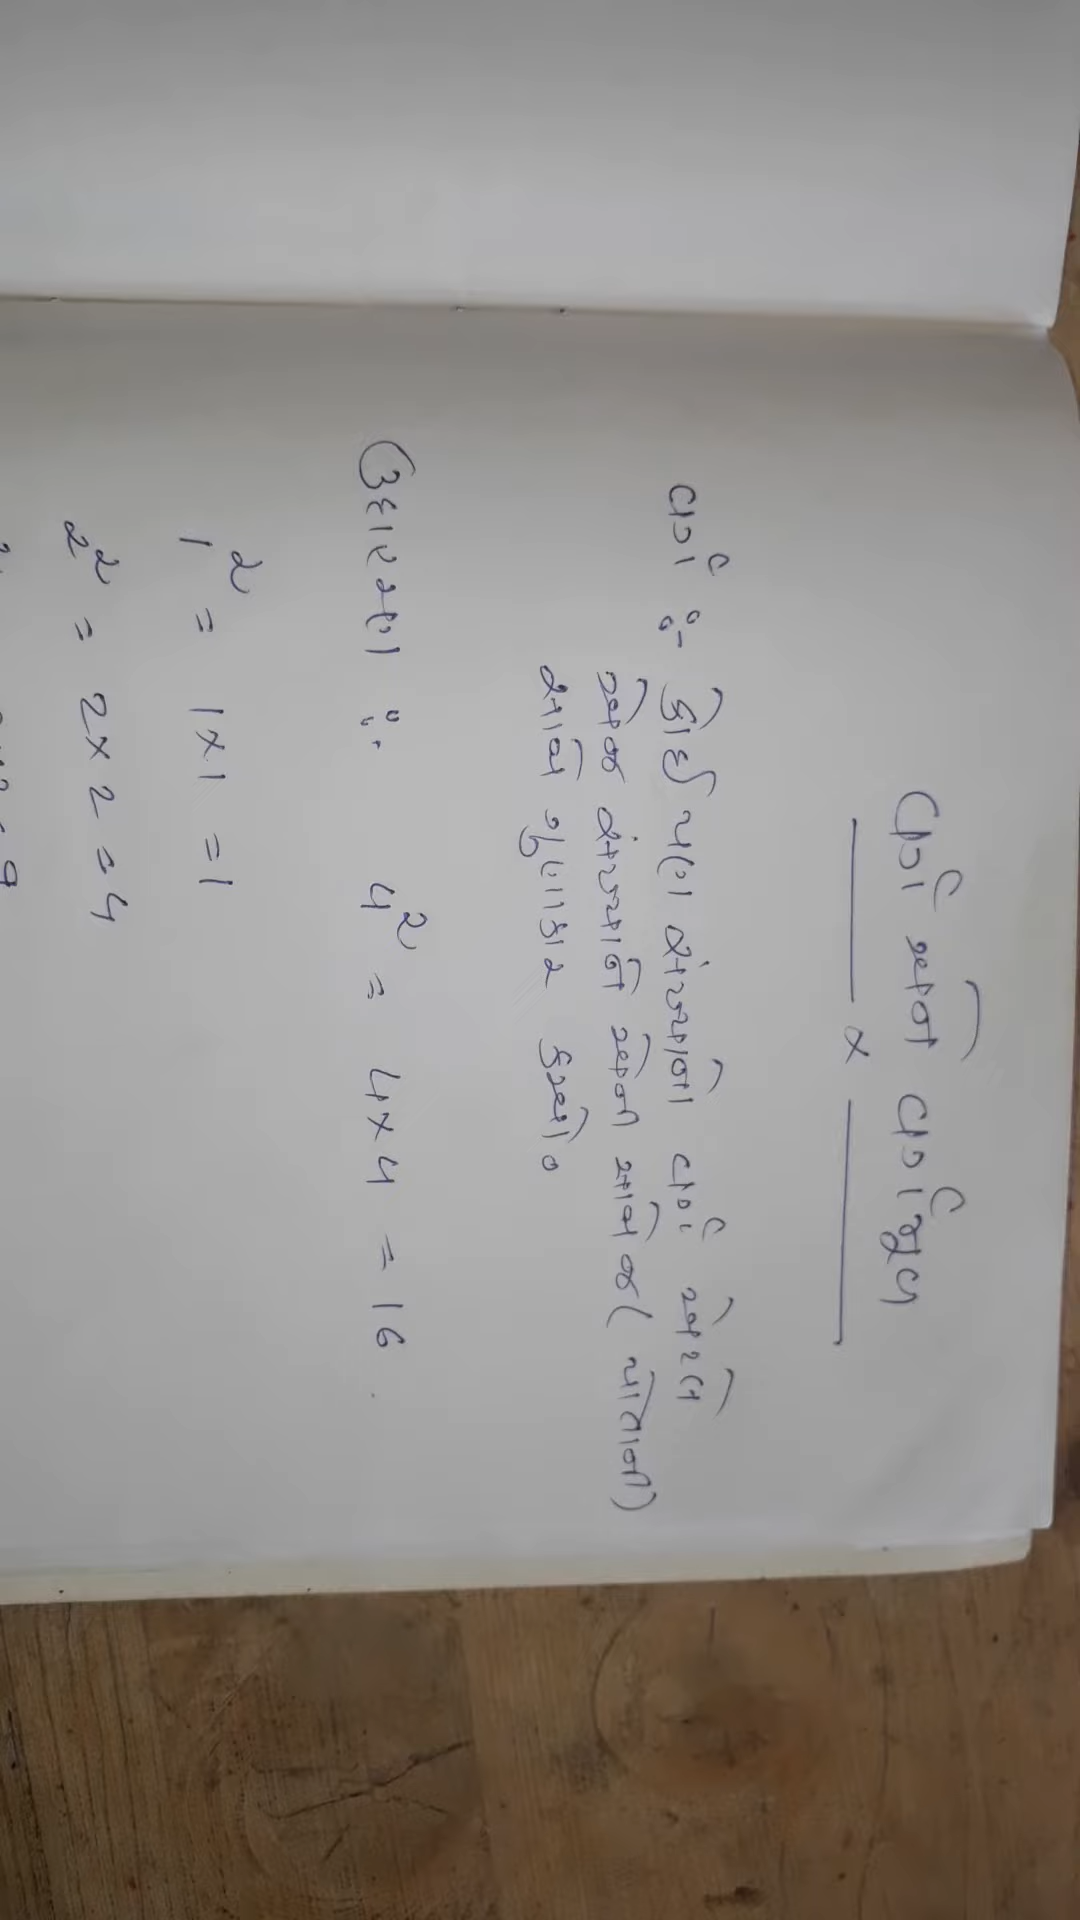 વર્ગ અને વર્ગમૂળ
x
વર્ગ :- કોઈ પણ સંખ્યાનો વર્ગ એટલે
એજ સંખ્યાને એની સાથે જ (પોતાની)
સાથે ગુણાકાર કરવો.
ઉદાહરણ :- 4² = 4×4 = 16
1² = 1×1 = 1
2² = 2×2 = 4